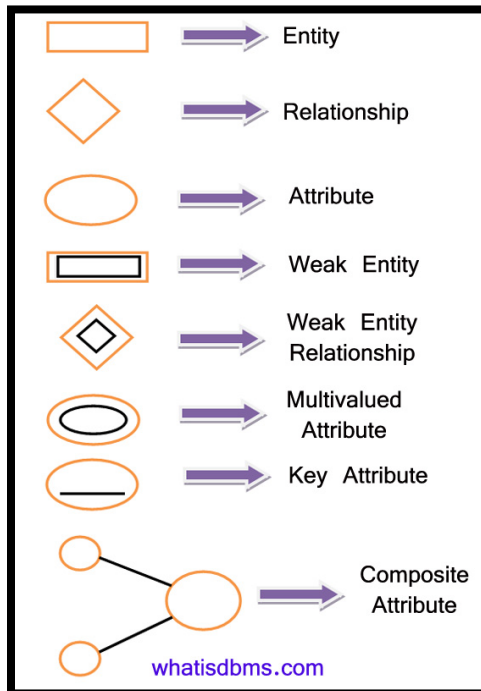 Entity
Relationship
Attribute
Weak Entity
Weak Entity
Relationship
Multivalued
Attribute
Key Attribute
Composite
Attribute
whatisdbms.com